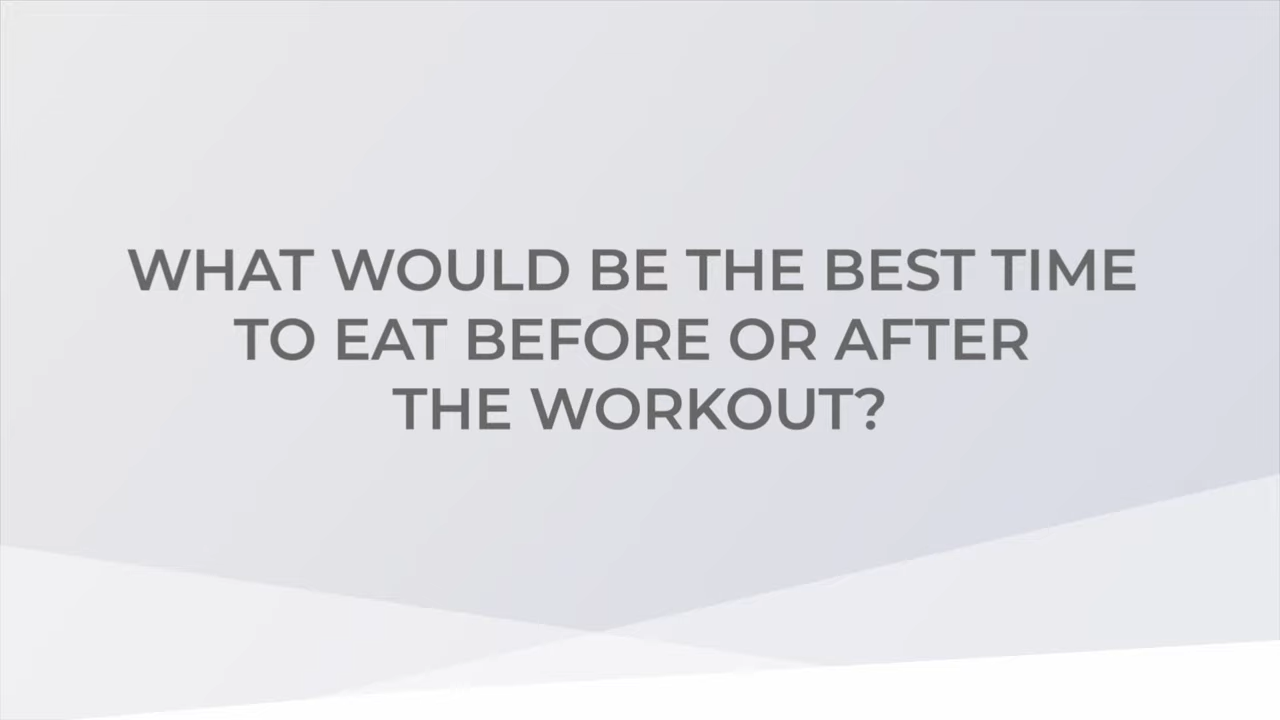 WHAT WOULD BE THE BEST TIME
TO EAT BEFORE OR AFTER
THE WORKOUT?